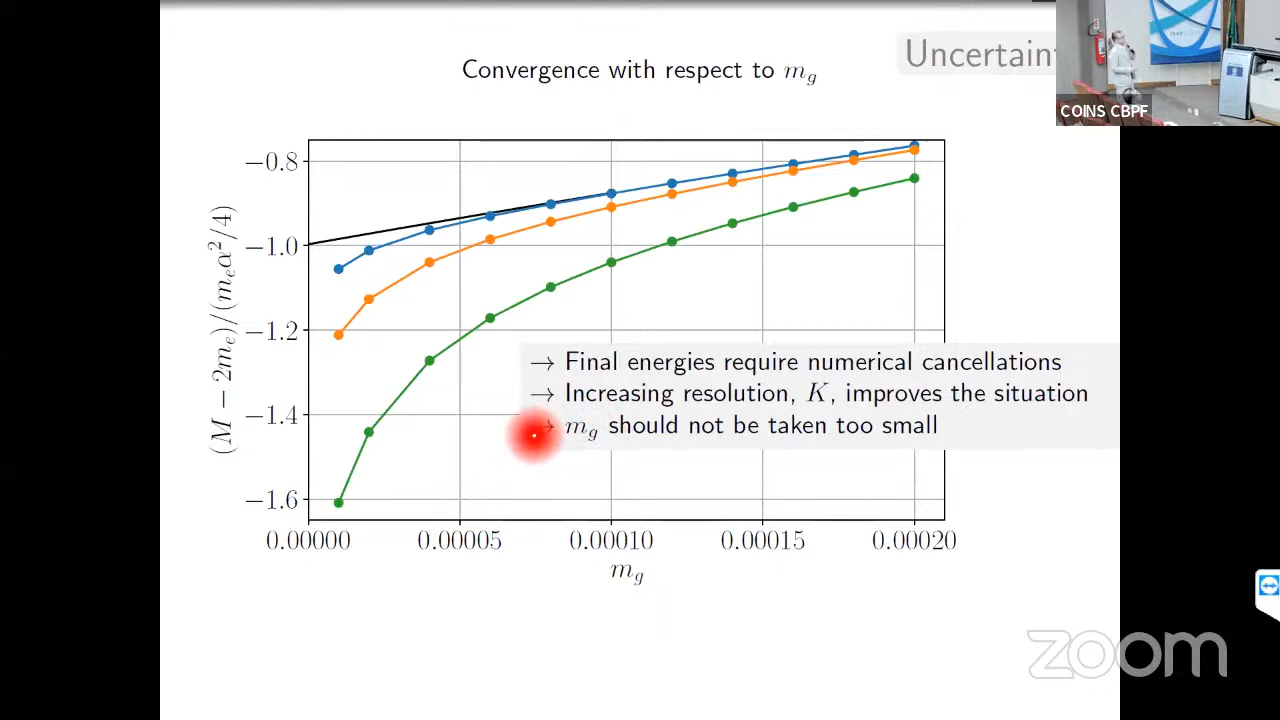 Uncertain
Convergence with respect to $m_g$
COINS CBPF
−0.8
−1.0
−1.2
−1.4
−1.6
$(M - 2m_e)/(m_e\alpha^2/4)$
→ Final energies require numerical cancellations
→ Increasing resolution, $K$, improves the situation
→ $m_g$ should not be taken too small
0.00000 0.00005 0.00010 0.00015 0.00020
$m_g$
zoom